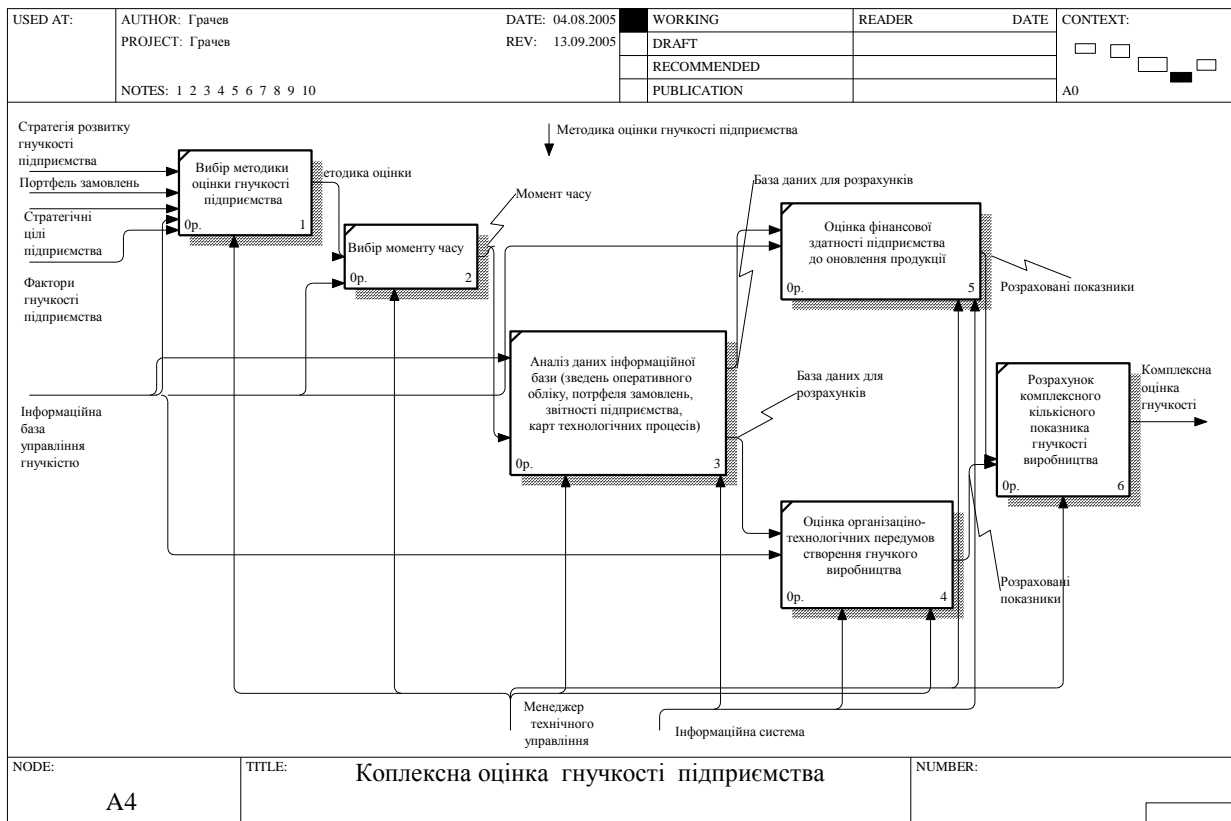 USED AT:
AUTHOR: Грачев
DATE: 04.08.2005
WORKING
READER
DATE
CONTEXT:
PROJECT: Грачев
REV: 13.09.2005
DRAFT
RECOMMENDED
NOTES: 1 2 3 4 5 6 7 8 9 10
PUBLICATION
A0
Стратегія розвитку
гнучкості
підприємства
Портфель замовлень
Стратегічні
цілі
підприємства
Фактори
гнучкості
підприємства
Інформаційна
база
управління
гнучкістю
Вибір методики
оцінки гнучкості
підприємства
0р.
1
етодика оцінки
Вибір моменту часу
0р.
2
Момент часу
Методика оцінки гнучкості підприємства
База даних для розрахунків
Аналіз даних інформаційної
бази (зведень оперативного
обліку, потрфеля замовлень,
звітності підприємства,
карт технологічних процесів)
0р.
3
Оцінка фінансової
здатності підприємства
до оновлення продукції
0р.
5
Розраховані показники
База даних для
розрахунків
Оцінка організаціно-
технологічних передумов
створення гнучкого
виробництва
0р.
4
Розраховані
показники
Розрахунок
комплексного
кількісного
показника
гнучкості
виробництва
0р.
6
Комплексна
оцінка
гнучкості
Менеджер
технічного
управління
Інформаційна система
NODE:
A4
TITLE:
Коплексна оцінка гнучкості підприємства
NUMBER: